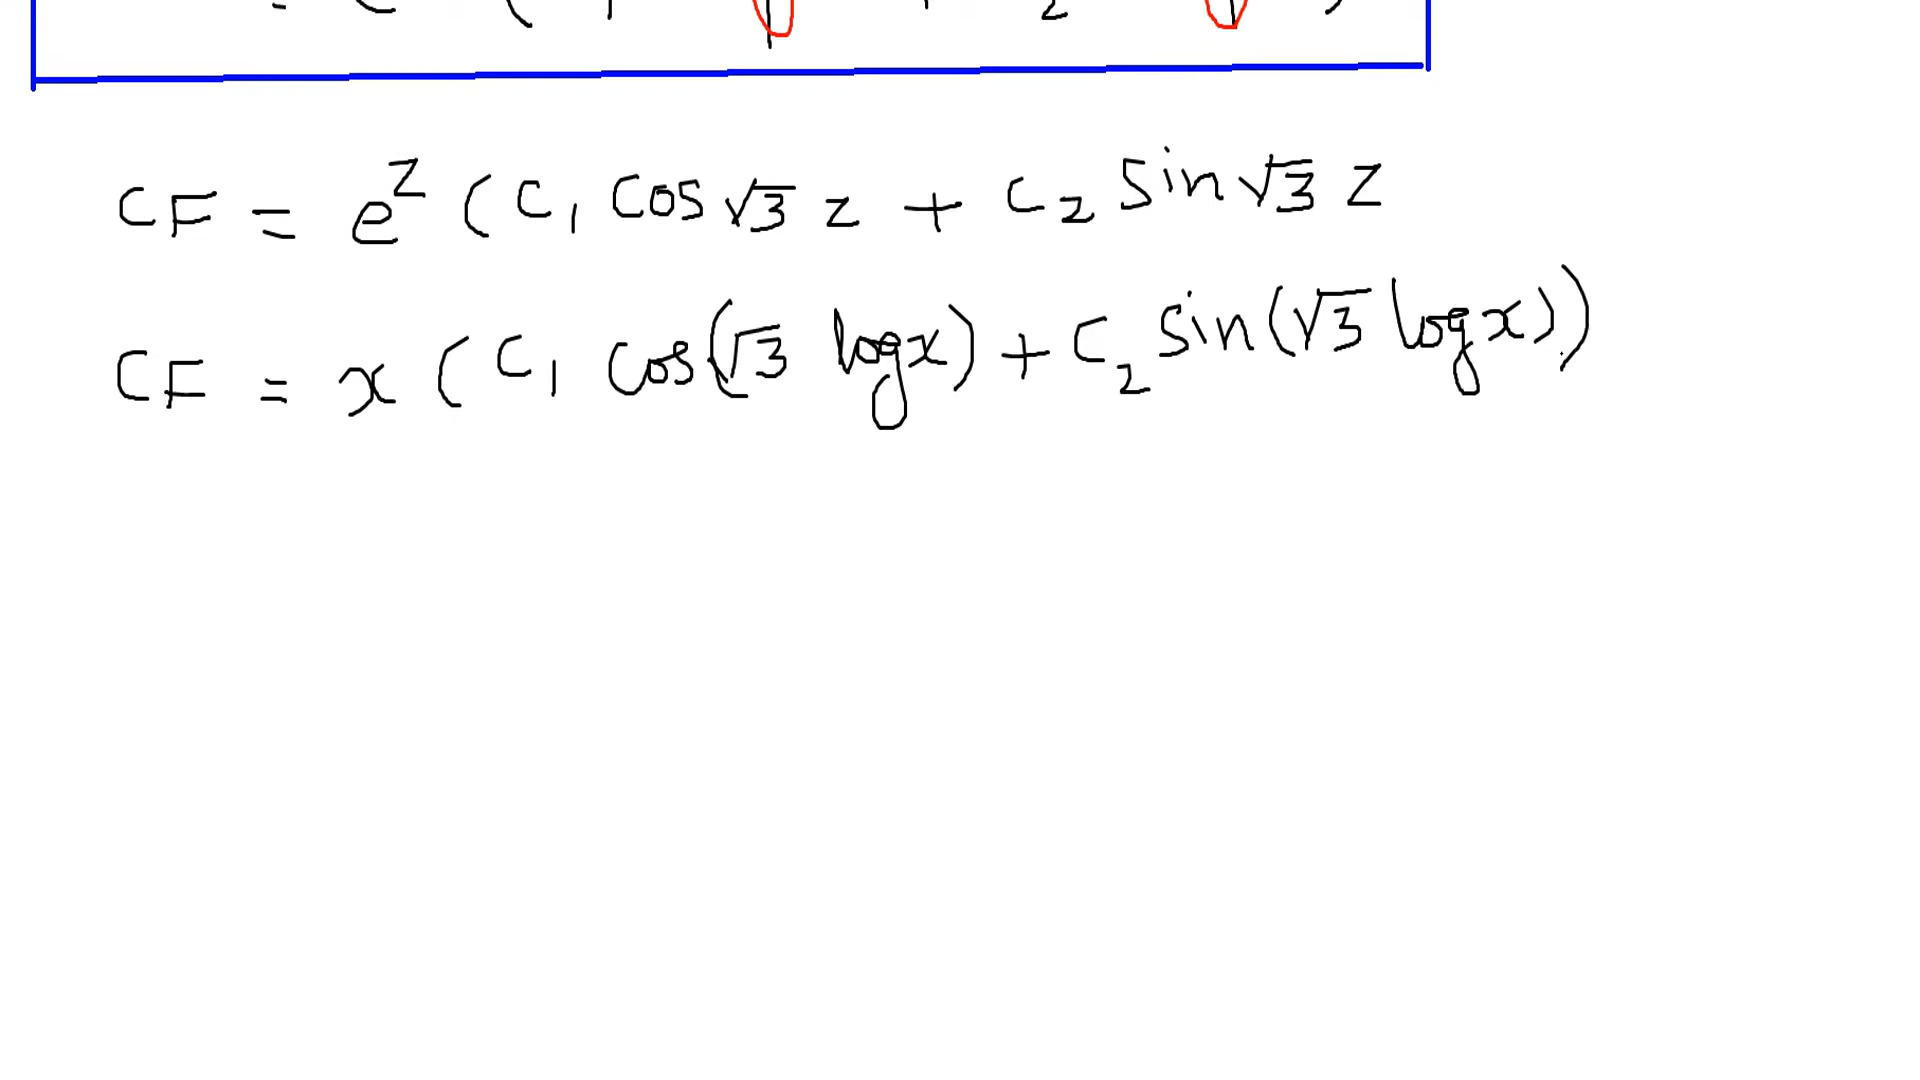 CF = e^z (C₁ cos √3 z + C₂ sin √3 z
CF = x (C₁ cos(√3 log x) + C₂ sin(√3 log x))